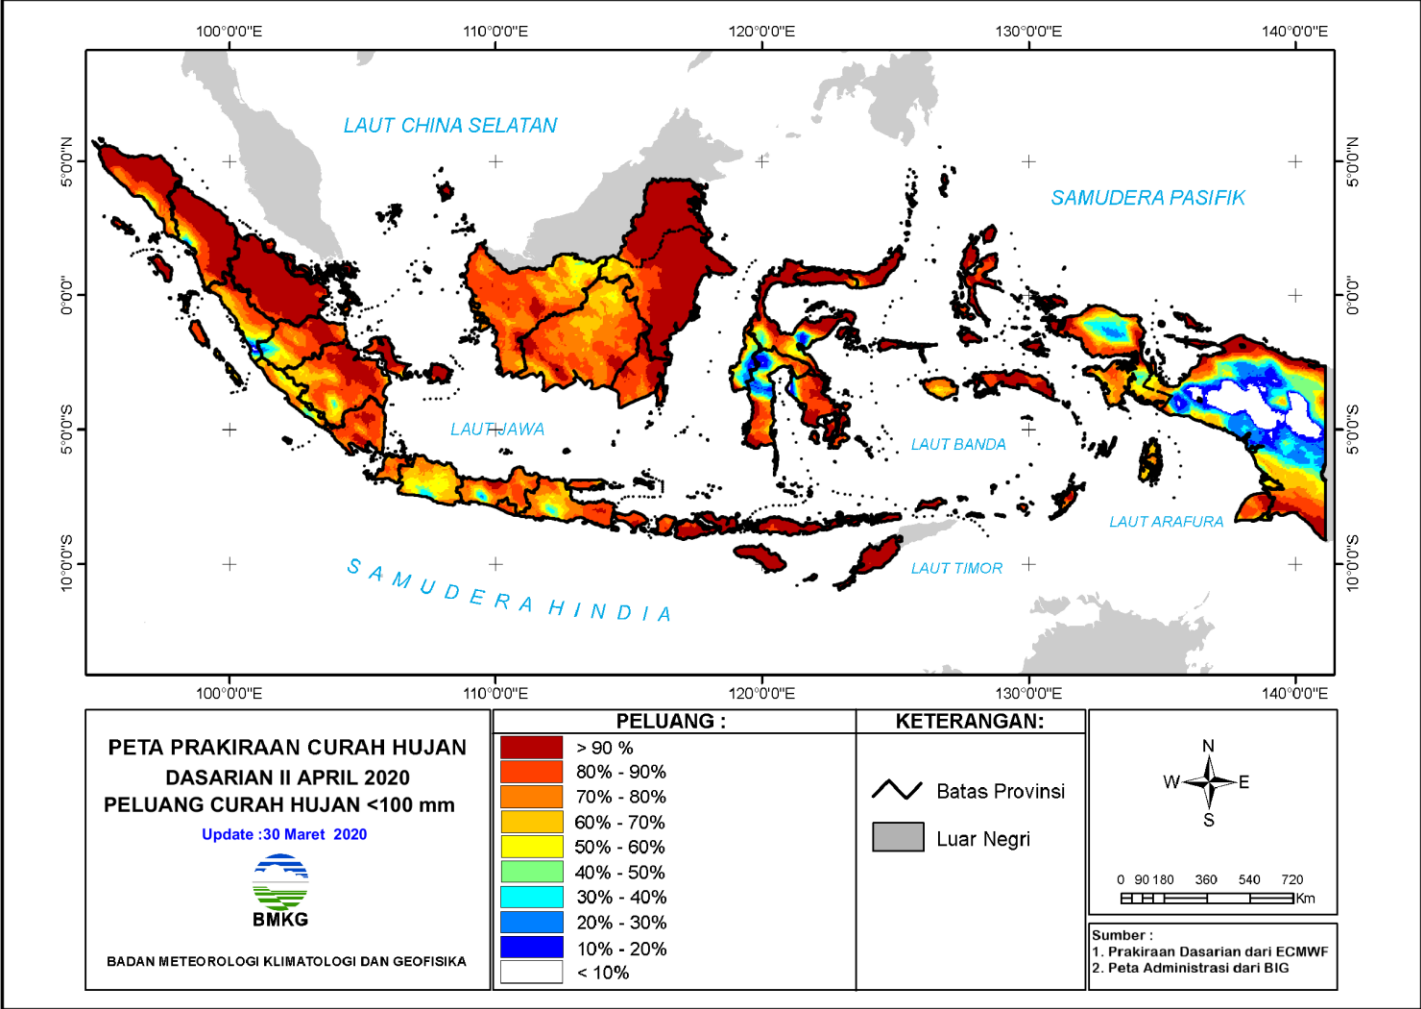 100°0'0"E 110°0'0"E 120°0'0"E 130°0'0"E 140°0'0"E
5°0'0"N
0°0'0"
5°0'0"S
10°0'0"S
LAUT CHINA SELATAN
SAMUDERA PASIFIK
LAUT JAWA
LAUT BANDA
LAUT ARAFURA
LAUT TIMOR
SAMUDERA HINDIA
5°0'0"N
0°0'0"
5°0'0"S
10°0'0"S
100°0'0"E 110°0'0"E 120°0'0"E 130°0'0"E 140°0'0"E
PETA PRAKIRAAN CURAH HUJAN
DASARIAN II APRIL 2020
PELUANG CURAH HUJAN <100 mm
Update :30 Maret 2020
BMKG
BADAN METEOROLOGI KLIMATOLOGI DAN GEOFISIKA
PELUANG :
> 90 %
80% - 90%
70% - 80%
60% - 70%
50% - 60%
40% - 50%
30% - 40%
20% - 30%
10% - 20%
< 10%
KETERANGAN:
Batas Provinsi
Luar Negri
N
W E
S
0 90 180 360 540 720
Km
Sumber :
1. Prakiraan Dasarian dari ECMWF
2. Peta Administrasi dari BIG